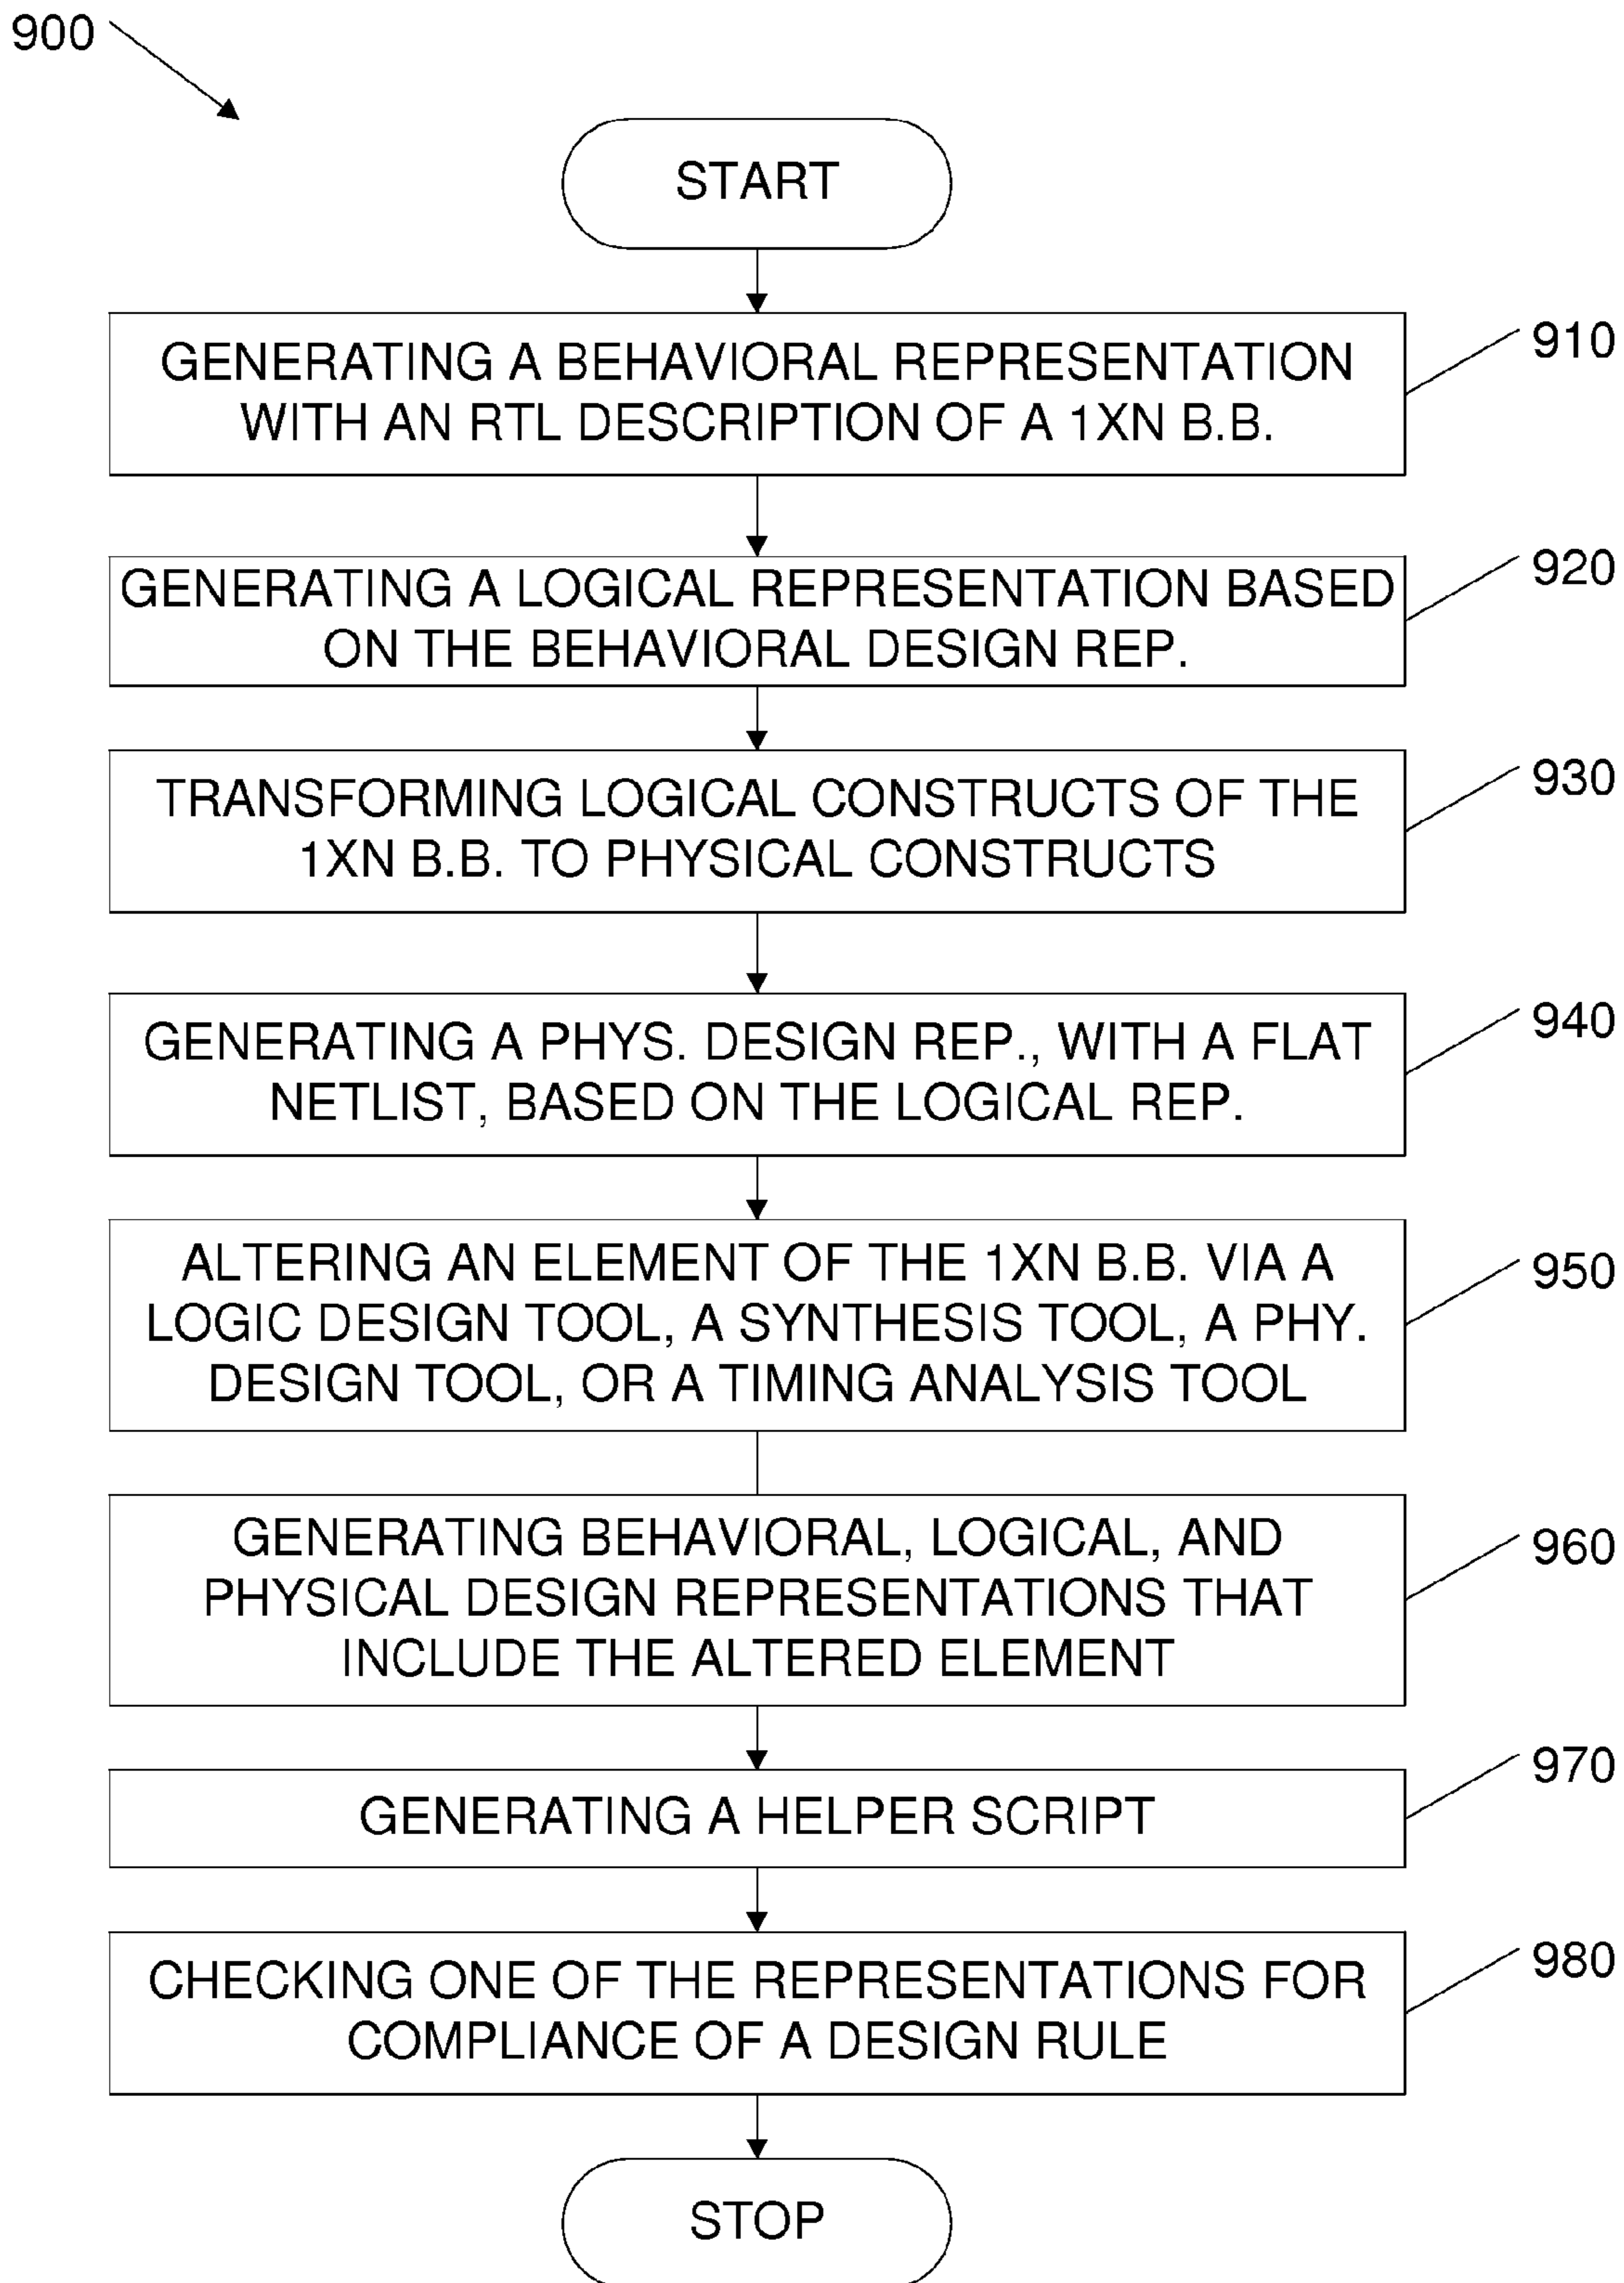 900
START
GENERATING A BEHAVIORAL REPRESENTATION
WITH AN RTL DESCRIPTION OF A 1XN B.B.
910
GENERATING A LOGICAL REPRESENTATION BASED
ON THE BEHAVIORAL DESIGN REP.
920
TRANSFORMING LOGICAL CONSTRUCTS OF THE
1XN B.B. TO PHYSICAL CONSTRUCTS
930
GENERATING A PHYS. DESIGN REP., WITH A FLAT
NETLIST, BASED ON THE LOGICAL REP.
940
ALTERING AN ELEMENT OF THE 1XN B.B. VIA A
LOGIC DESIGN TOOL, A SYNTHESIS TOOL, A PHY.
DESIGN TOOL, OR A TIMING ANALYSIS TOOL
950
GENERATING BEHAVIORAL, LOGICAL, AND
PHYSICAL DESIGN REPRESENTATIONS THAT
INCLUDE THE ALTERED ELEMENT
960
GENERATING A HELPER SCRIPT
970
CHECKING ONE OF THE REPRESENTATIONS FOR
COMPLIANCE OF A DESIGN RULE
980
STOP